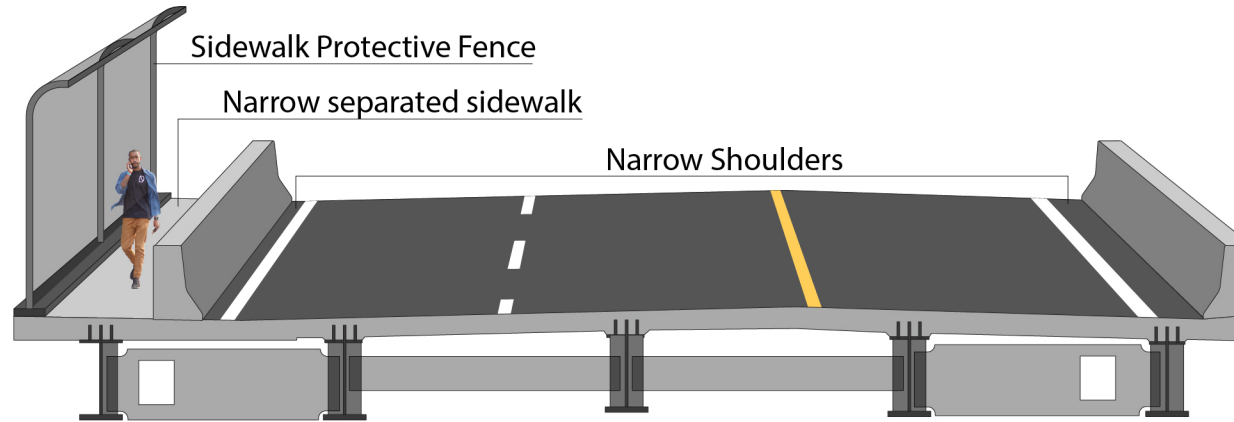 Sidewalk Protective Fence
Narrow separated sidewalk
Narrow Shoulders